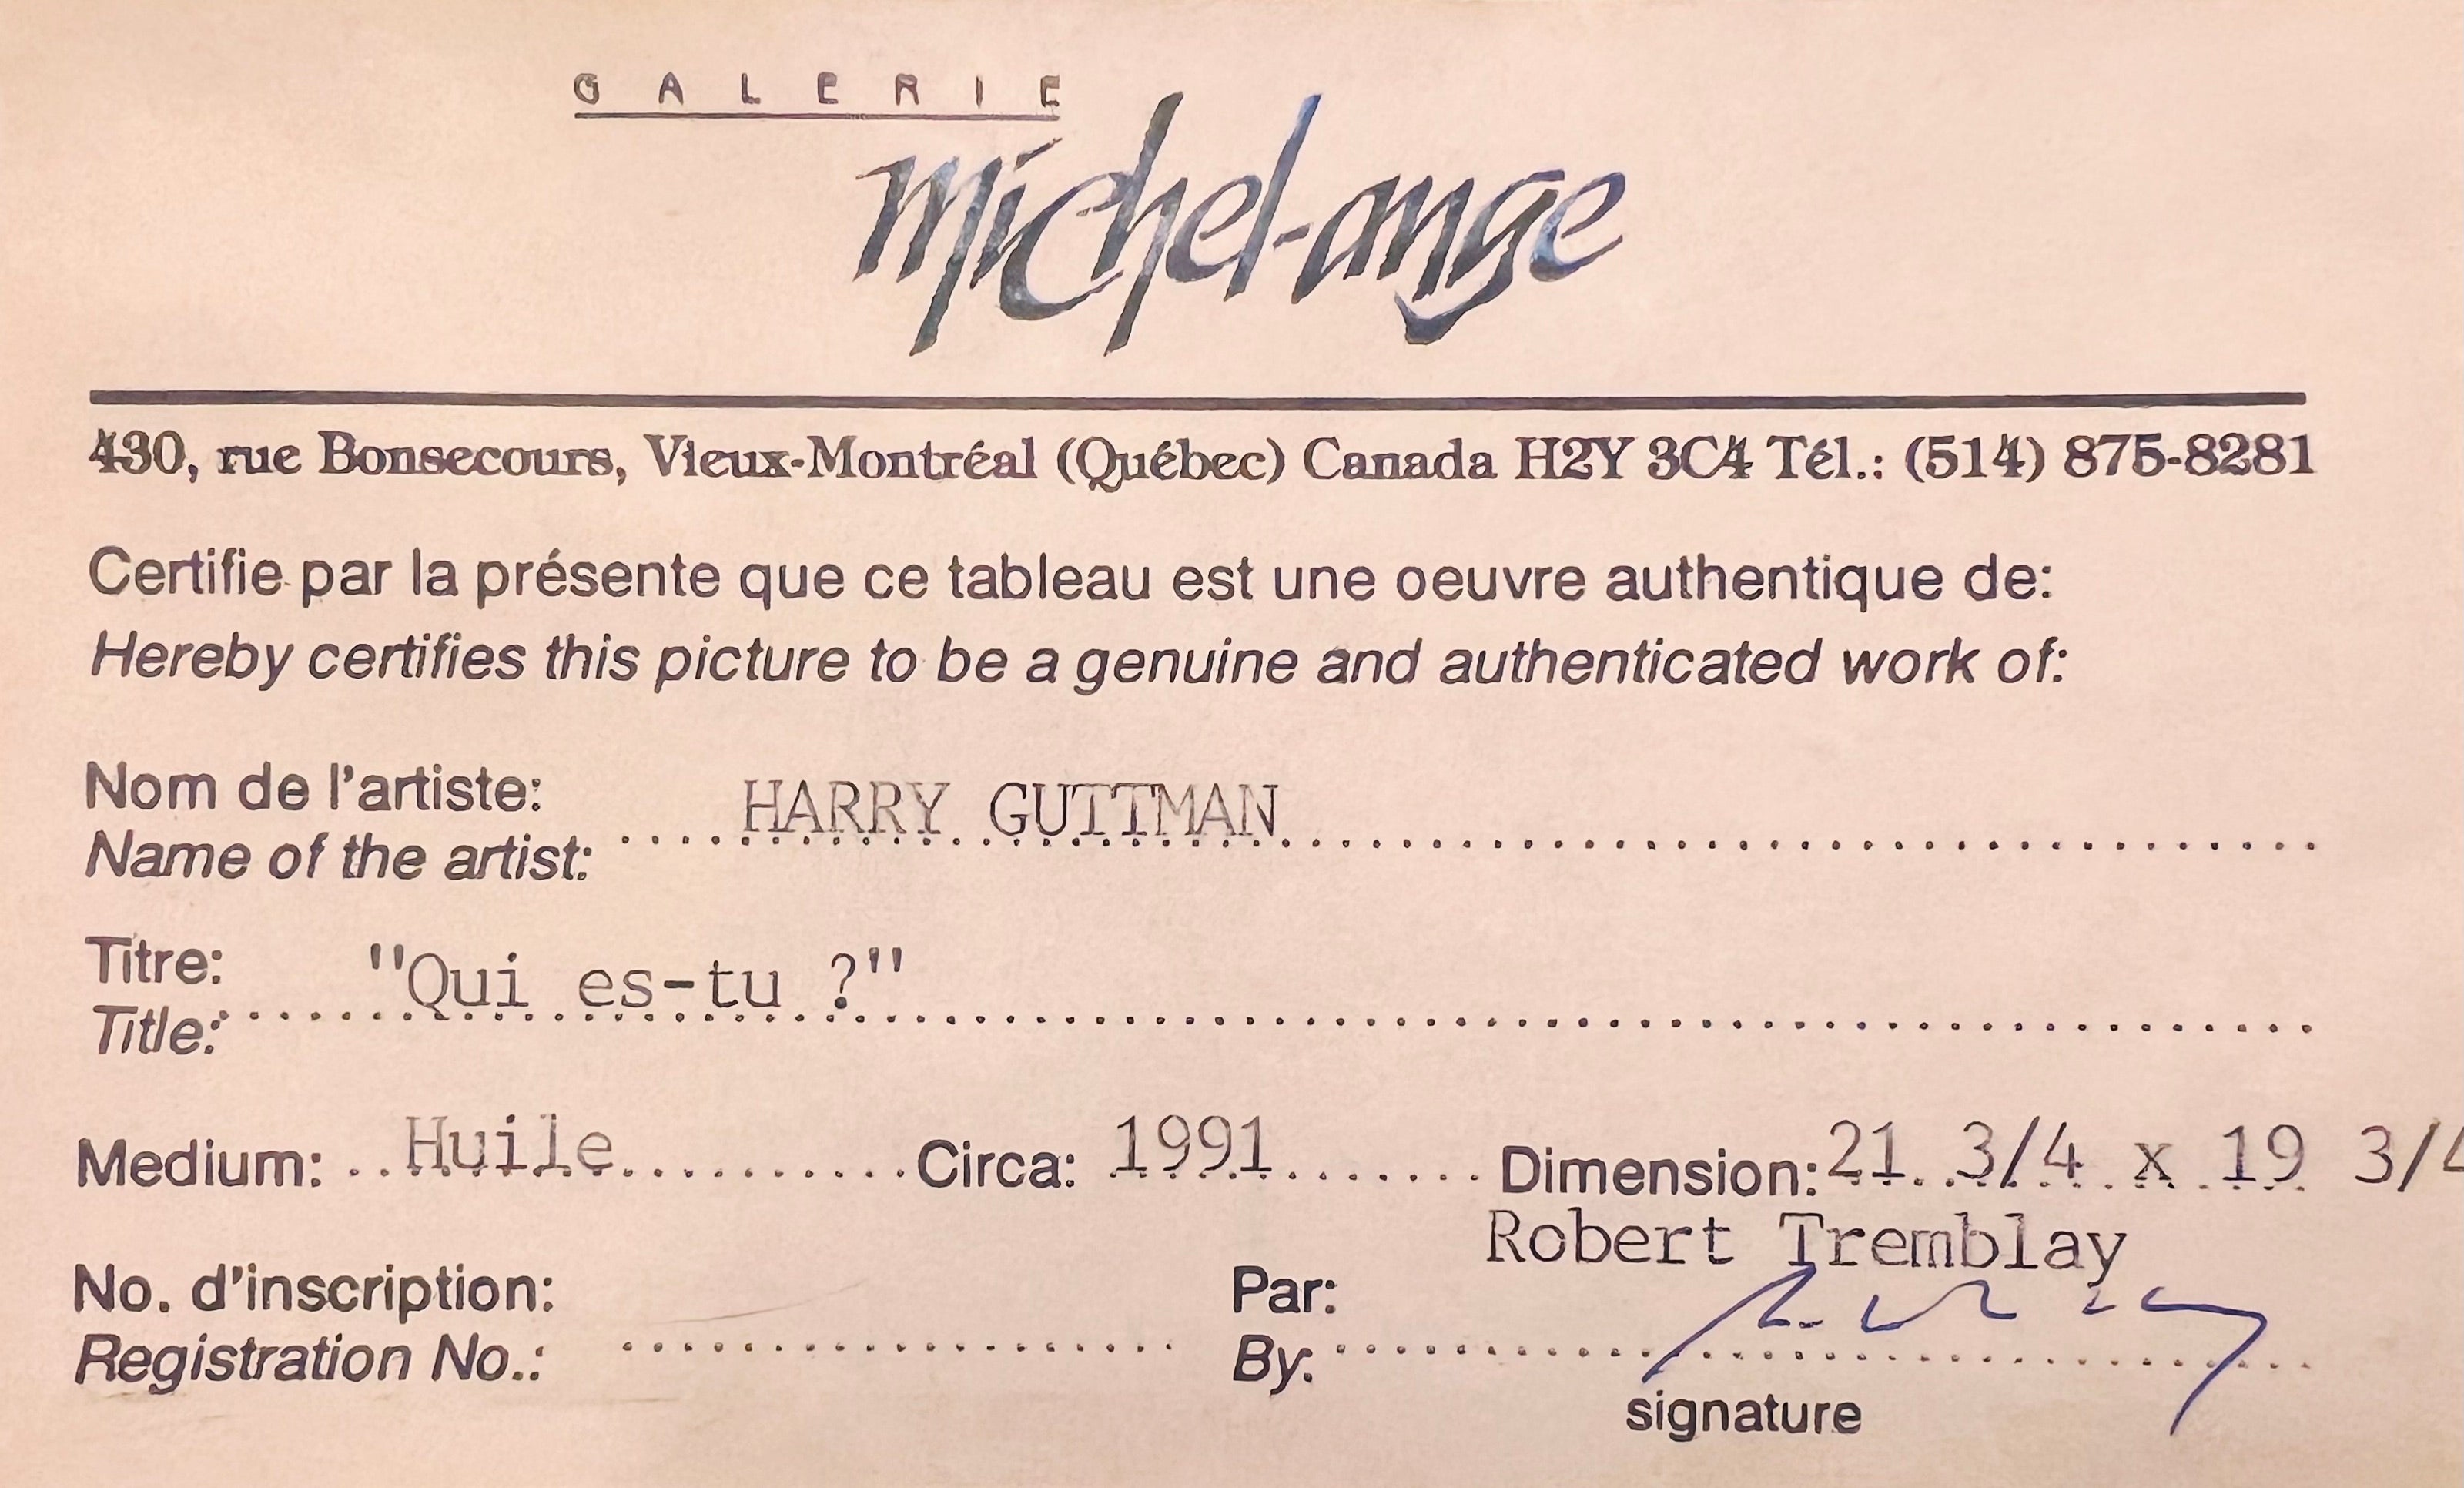 GALERIE
Michel-ange
430, rue Bonsecours, Vieux-Montréal (Québec) Canada H2Y 3C4 Tél.: (514) 875-8281
Certifie par la présente que ce tableau est une oeuvre authentique de:
Hereby certifies this picture to be a genuine and authenticated work of:
Nom de l'artiste:
HARRY GUTTMAN
Name of the artist:
Titre:
"Qui es-tu ?"
Title:
Medium: Huile Circa: 1991 Dimension: 21 3/4 x 19 3/4
Robert Tremblay
No. d'inscription: Par:
Registration No.: By:
signature